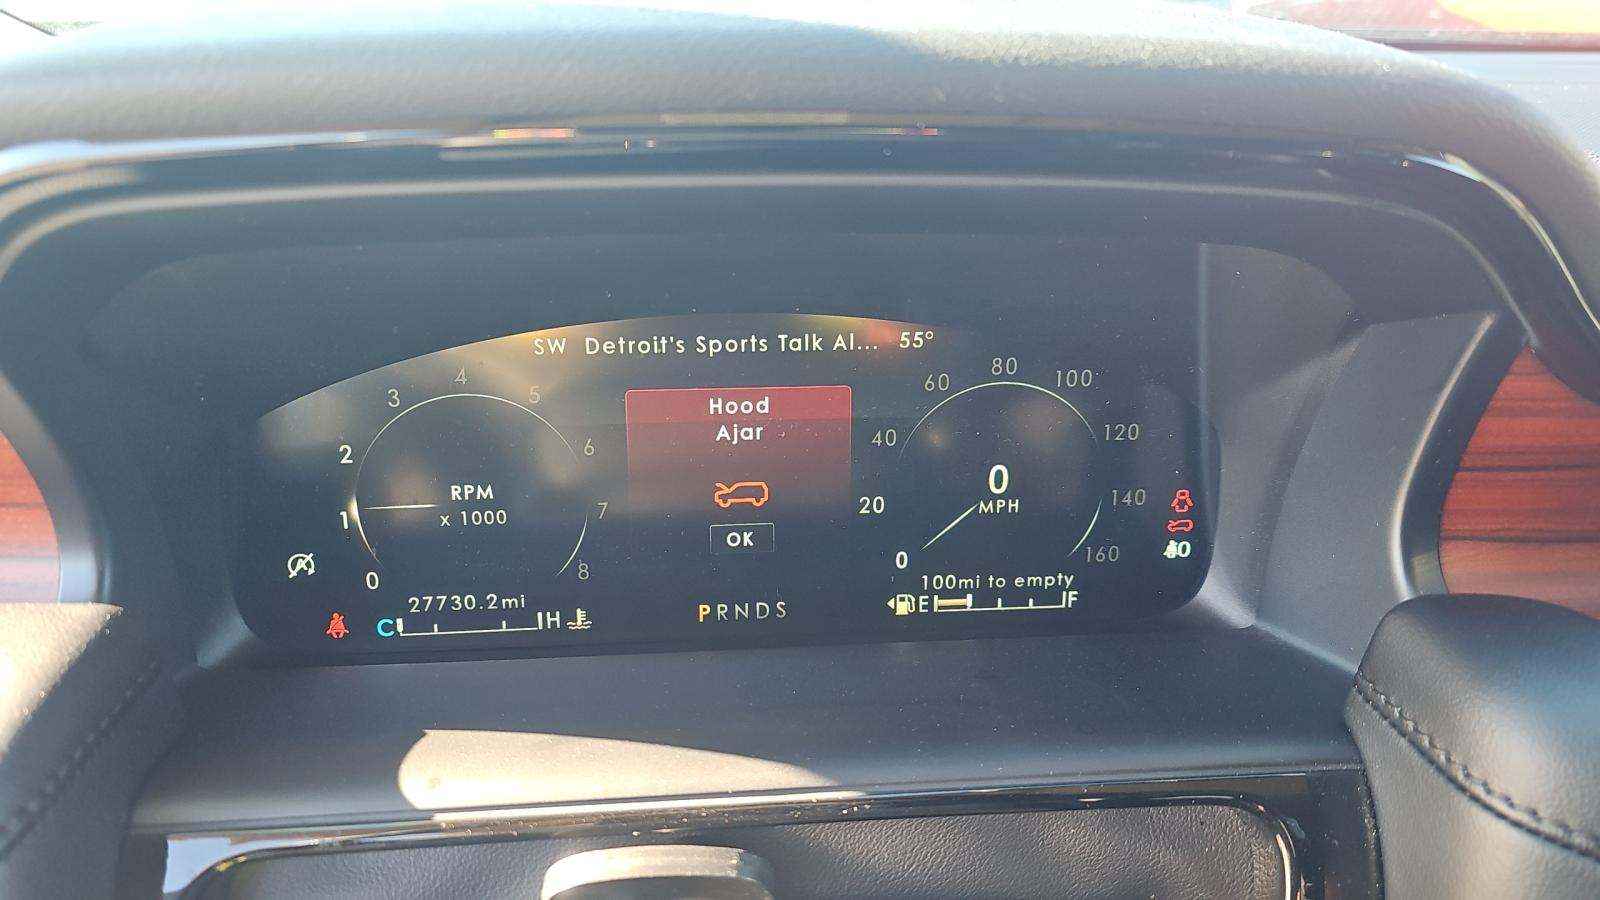 SW Detroit's Sports Talk Al... 55°
Hood
Ajar
OK
0 1 2 3 4 5 6 7 8
RPM
x 1000
0 20 40 60 80 100 120 140 160
0
MPH
27730.2mi
C H
PRNDS
100mi to empty
E F